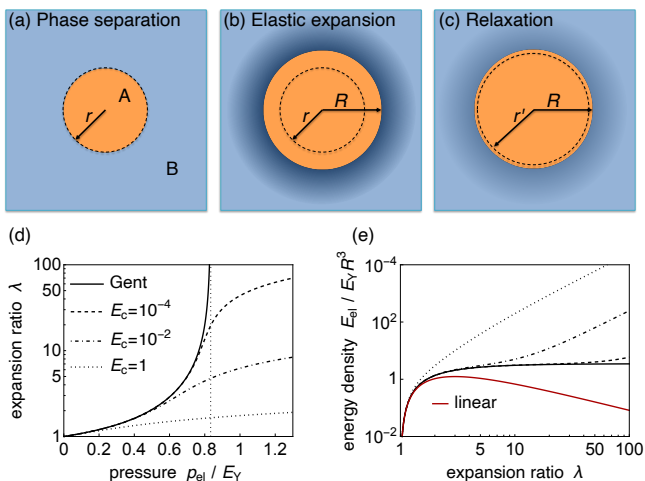 (a) Phase separation
(b) Elastic expansion
(c) Relaxation
A
r
B
r
R
r'
R
(d)
(e)
100
50
10
5
1
expansion ratio λ
Gent
E_c=10^-4
E_c=10^-2
E_c=1
0
0.2
0.4
0.6
0.8
1.0
1.2
pressure p_el / E_Y
10^-4
10^2
1
10^-2
energy density E_el / E_Y R^3
linear
1
5
10
50
100
expansion ratio λ